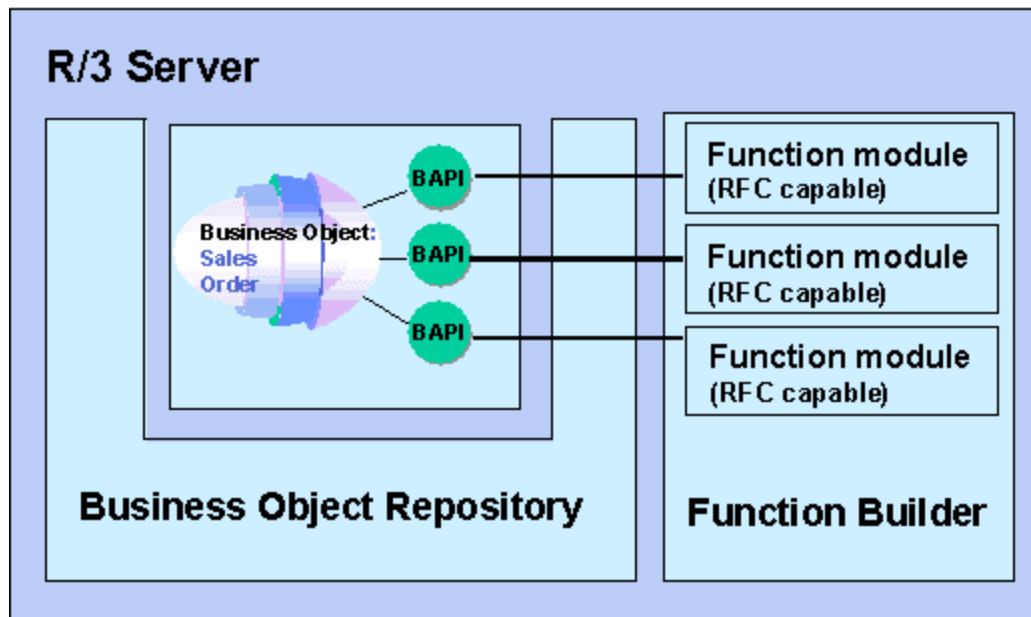 R/3 Server
Business Object:
Sales
Order
BAPI
BAPI
BAPI
Business Object Repository
Function module
(RFC capable)
Function module
(RFC capable)
Function module
(RFC capable)
Function Builder